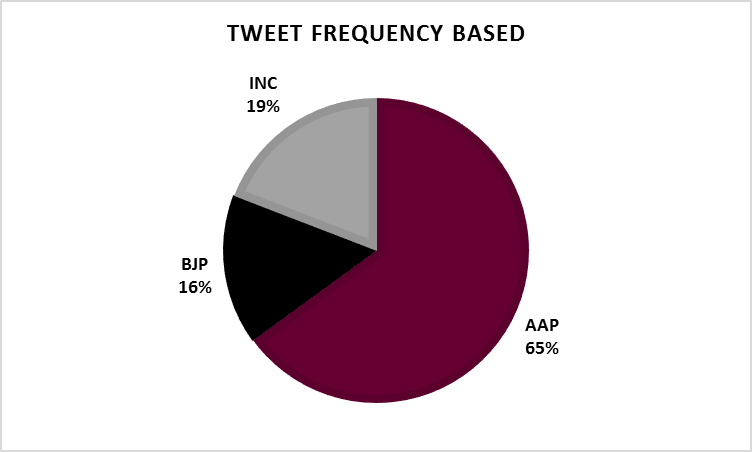 TWEET FREQUENCY BASED
INC
19%
BJP
16%
AAP
65%